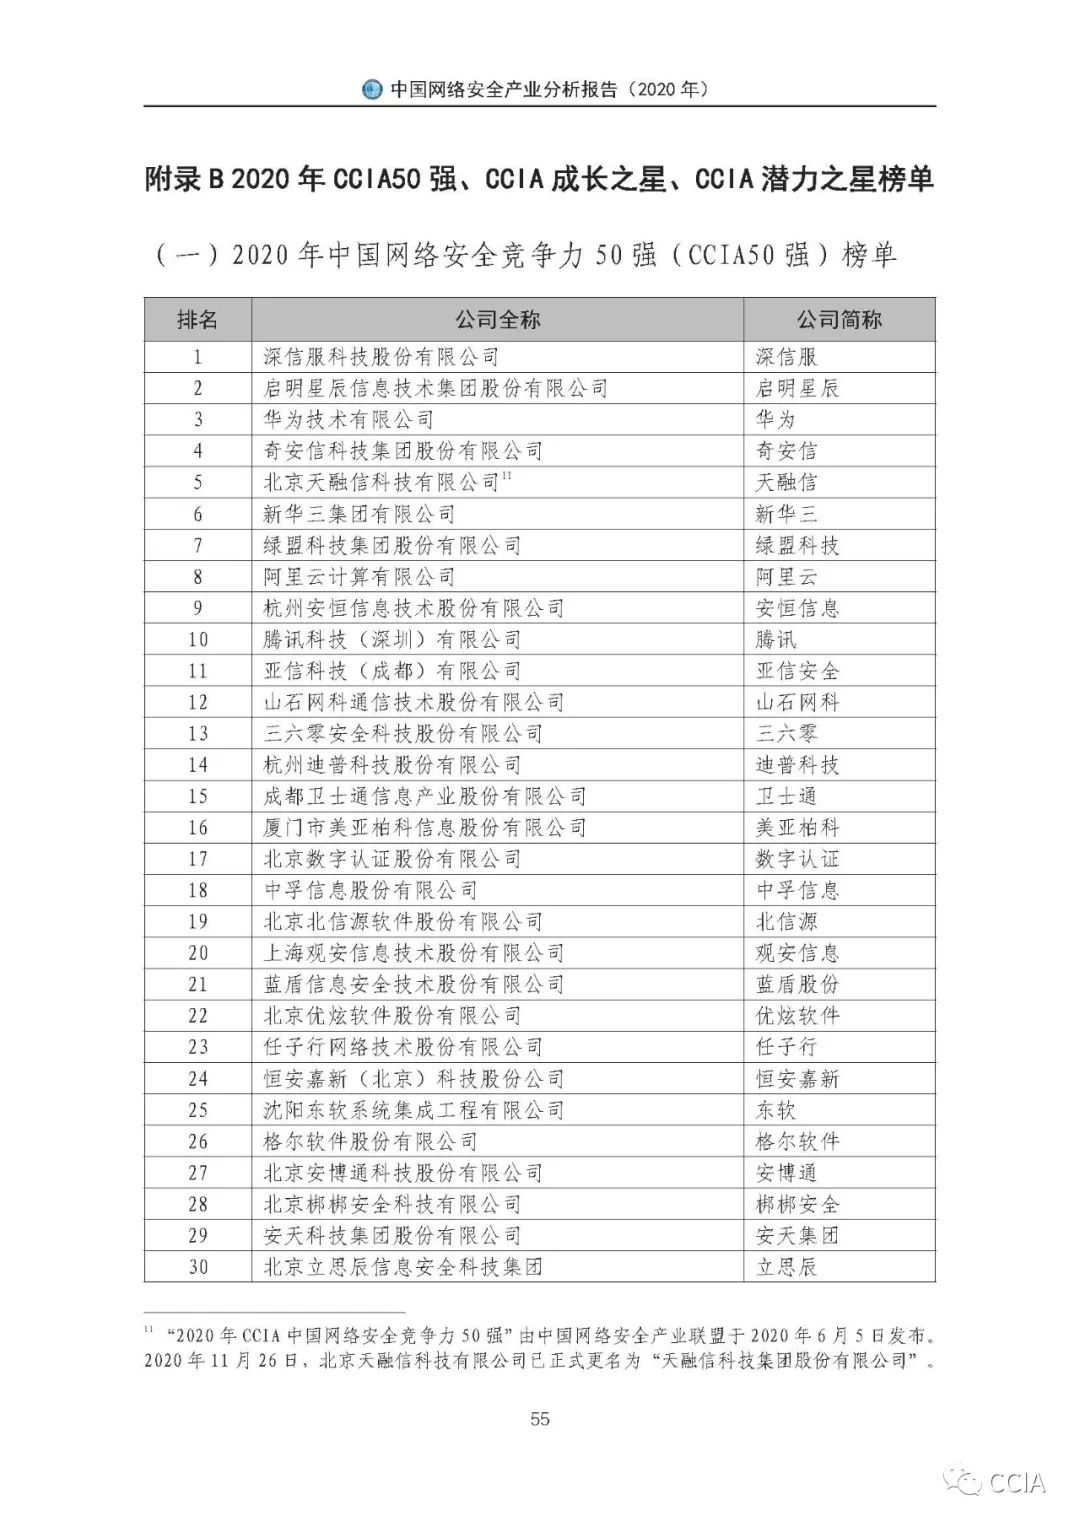 中国网络安全产业分析报告（2020 年）
附录 B 2020 年 CCIA50 强、CCIA 成长之星、CCIA 潜力之星榜单
（一）2020 年中国网络安全竞争力 50 强（CCIA50 强）榜单
排名 公司全称 公司简称
1 深信服科技股份有限公司 深信服
2 启明星辰信息技术集团股份有限公司 启明星辰
3 华为技术有限公司 华为
4 奇安信科技集团股份有限公司 奇安信
5 北京天融信科技有限公司11 天融信
6 新华三集团有限公司 新华三
7 绿盟科技集团股份有限公司 绿盟科技
8 阿里云计算有限公司 阿里云
9 杭州安恒信息技术股份有限公司 安恒信息
10 腾讯科技（深圳）有限公司 腾讯
11 亚信科技（成都）有限公司 亚信安全
12 山石网科通信技术股份有限公司 山石网科
13 三六零安全科技股份有限公司 三六零
14 杭州迪普科技股份有限公司 迪普科技
15 成都卫士通信息产业股份有限公司 卫士通
16 厦门市美亚柏科信息股份有限公司 美亚柏科
17 北京数字认证股份有限公司 数字认证
18 中孚信息股份有限公司 中孚信息
19 北京北信源软件股份有限公司 北信源
20 上海观安信息技术股份有限公司 观安信息
21 蓝盾信息安全技术股份有限公司 蓝盾股份
22 北京优炫软件股份有限公司 优炫软件
23 任子行网络技术股份有限公司 任子行
24 恒安嘉新（北京）科技股份公司 恒安嘉新
25 沈阳东软系统集成工程有限公司 东软
26 格尔软件股份有限公司 格尔软件
27 北京安博通科技股份有限公司 安博通
28 北京梆梆安全科技有限公司 梆梆安全
29 安天科技集团股份有限公司 安天集团
30 北京立思辰信息安全科技集团 立思辰
11 “2020 年 CCIA 中国网络安全竞争力 50 强”由中国网络安全产业联盟于 2020 年 6 月 5 日发布。
2020 年 11 月 26 日，北京天融信科技有限公司已正式更名为“天融信科技集团股份有限公司”。
55
CCIA